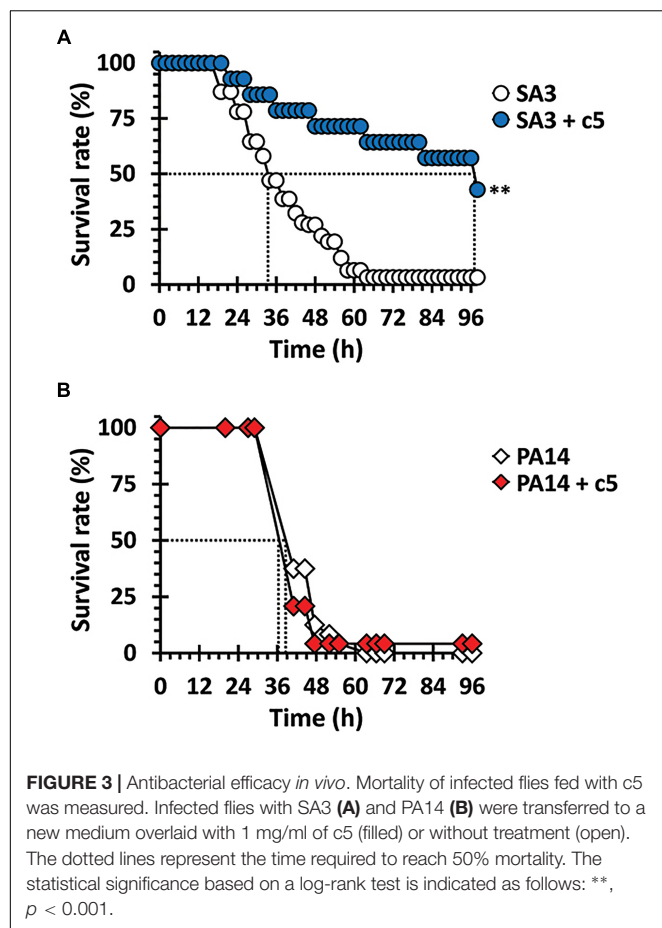 A
100
75
50
25
0
Survival rate (%)
0 12 24 36 48 60 72 84 96
Time (h)
SA3
SA3 + c5
**
B
100
75
50
25
0
Survival rate (%)
0 12 24 36 48 60 72 84 96
Time (h)
PA14
PA14 + c5
FIGURE 3 | Antibacterial efficacy in vivo. Mortality of infected flies fed with c5
was measured. Infected flies with SA3 (A) and PA14 (B) were transferred to a
new medium overlaid with 1 mg/ml of c5 (filled) or without treatment (open).
The dotted lines represent the time required to reach 50% mortality. The
statistical significance based on a log-rank test is indicated as follows: **,
p < 0.001.